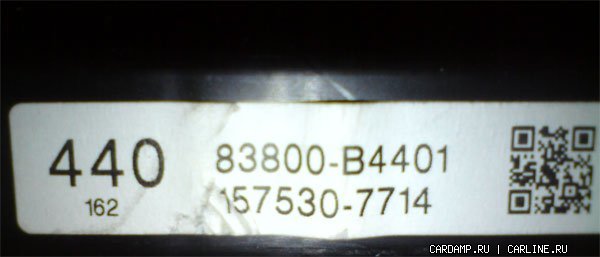 440
162
83800-B4401
157530-7714
CARDAMP.RU | CARLINE.RU